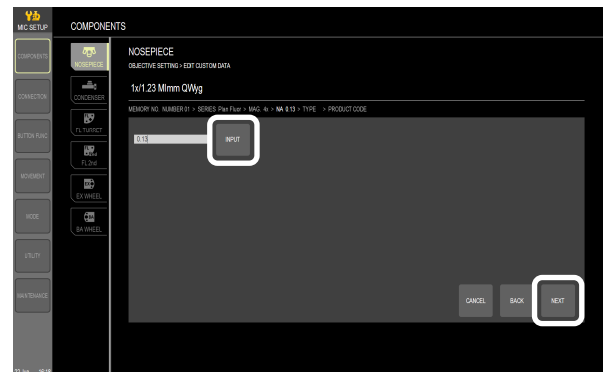 MIC SETUP
COMPONENTS
COMPONENTS
CONNECTION
BUTTON FUNC
MOVEMENT
MODE
UTILITY
MAINTENANCE
NOSEPIECE
CONDENSER
FL TURRET
FL 2nd
EX WHEEL
BA WHEEL
NOSEPIECE
OBJECTIVE SETTING > EDIT CUSTOM DATA
1x/1.23 MImm QWyg
MEMORY NO. NUMBER 01 > SERIES Plan Fluor > MAG. 4x > NA 0.13 > TYPE > PRODUCT CODE
0.13
INPUT
CANCEL
BACK
NEXT